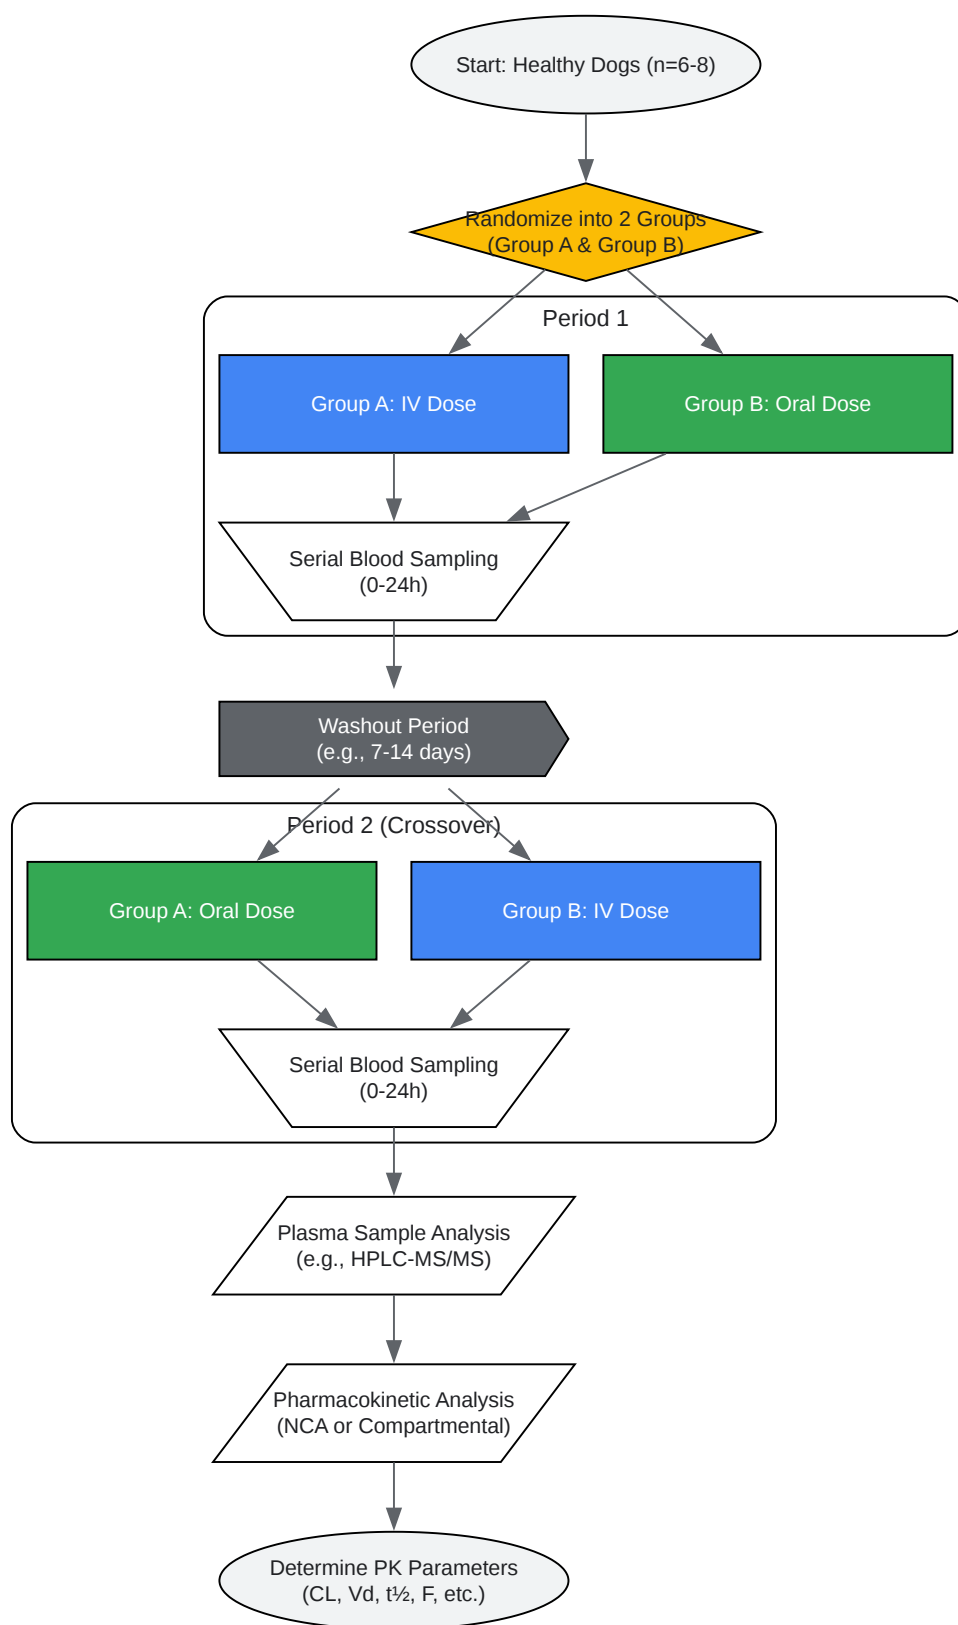 Start: Healthy Dogs (n=6-8)
Randomize into 2 Groups
(Group A & Group B)
Period 1
Group A: IV Dose
Group B: Oral Dose
Serial Blood Sampling
(0-24h)
Washout Period
(e.g., 7-14 days)
Period 2 (Crossover)
Group A: Oral Dose
Group B: IV Dose
Serial Blood Sampling
(0-24h)
Plasma Sample Analysis
(e.g., HPLC-MS/MS)
Pharmacokinetic Analysis
(NCA or Compartmental)
Determine PK Parameters
(CL, Vd, t½, F, etc.)